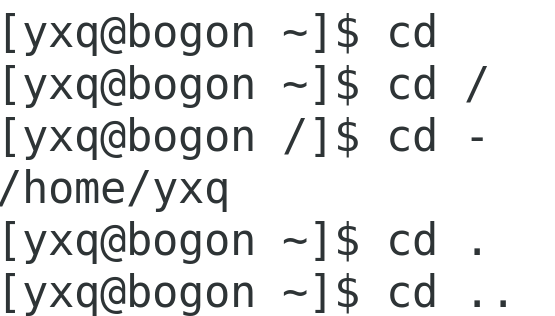 [yxq@bogon ~]$ cd
[yxq@bogon ~]$ cd /
[yxq@bogon /]$ cd -
/home/yxq
[yxq@bogon ~]$ cd .
[yxq@bogon ~]$ cd ..